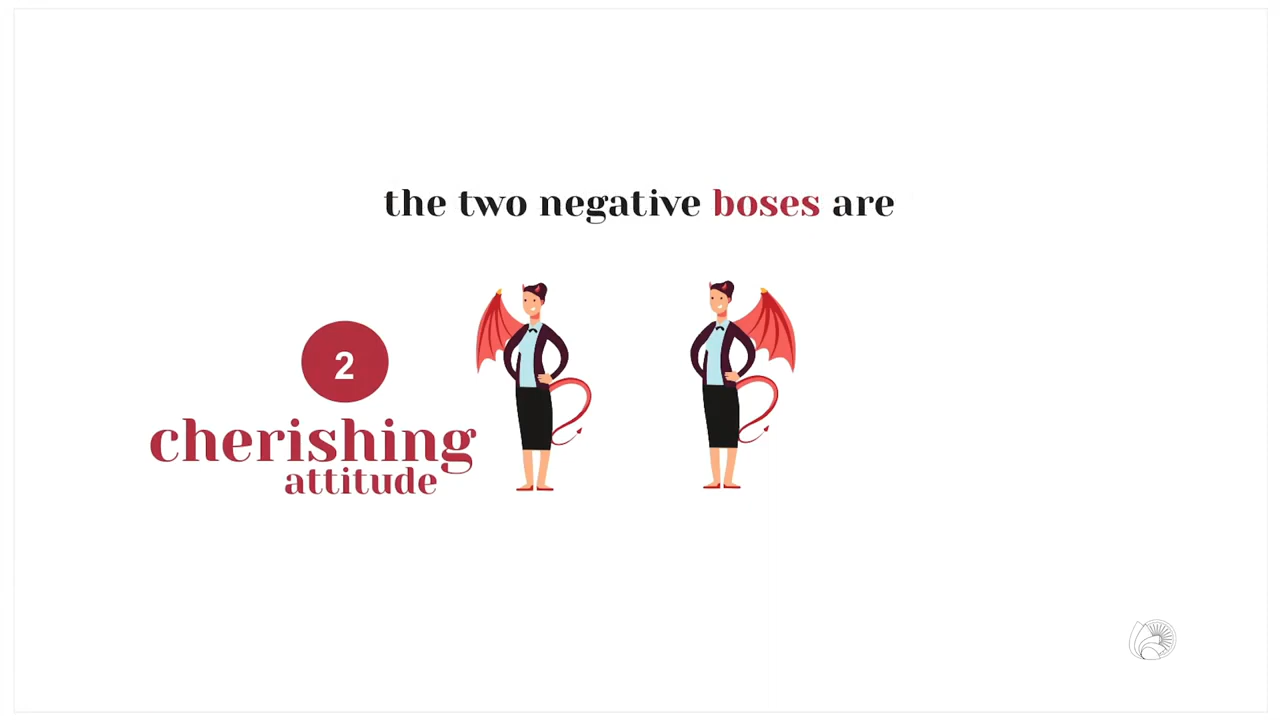 the two negative boses are
2
cherishing
attitude